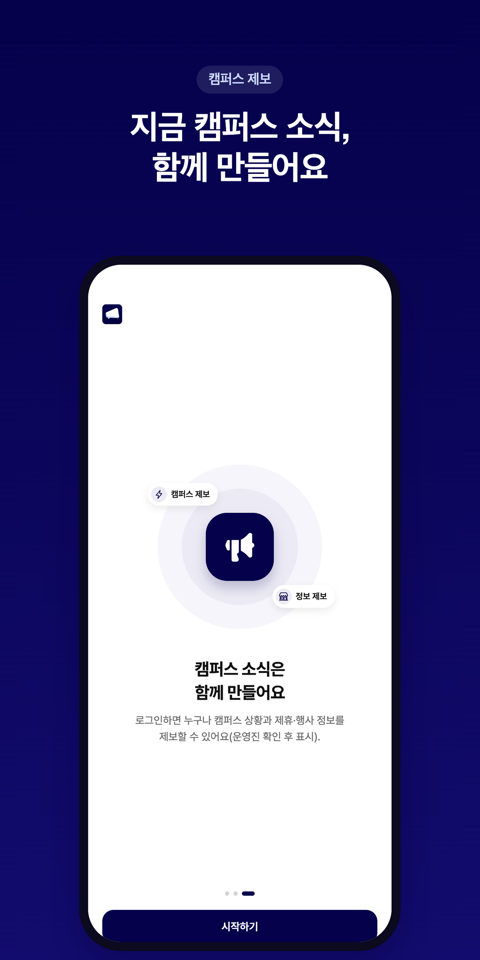 캠퍼스 제보
지금 캠퍼스 소식,
함께 만들어요
캠퍼스 제보
정보 제보
캠퍼스 소식은
함께 만들어요
로그인하면 누구나 캠퍼스 상황과 제휴·행사 정보를
제보할 수 있어요(운영진 확인 후 표시).
시작하기